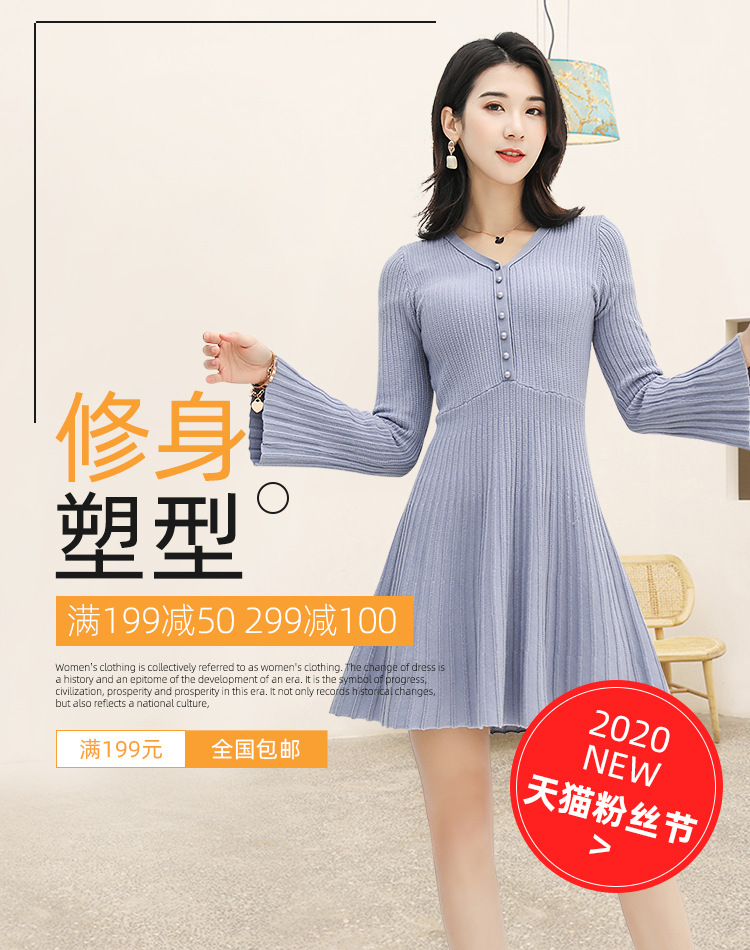 修身
塑型
满199减50 299减100
Women's clothing is collectively referred to as women's clothing. The change of dress is
a history and an epitome of the development of an era. It is the symbol of progress,
civilization, prosperity and prosperity in this era. It not only records historical changes,
but also reflects a national culture,
满199元 全国包邮
2020
NEW
天猫粉丝节
>